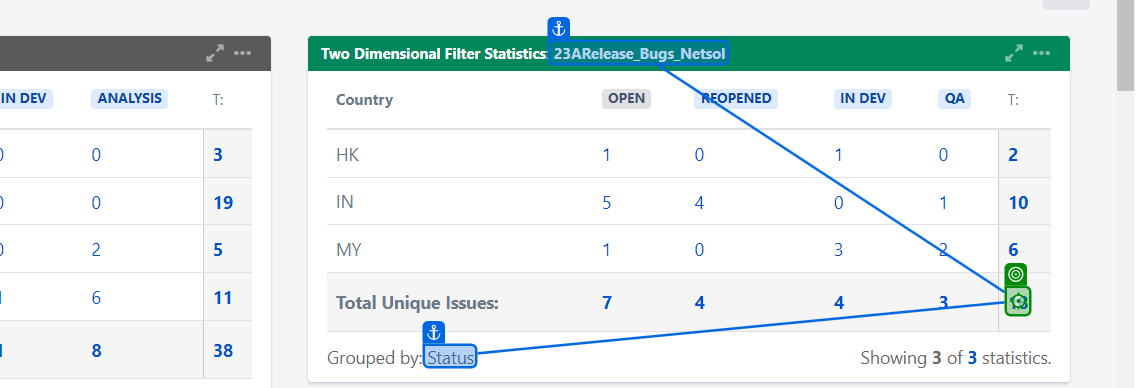 Two Dimensional Filter Statistics: 23ARelease_Bugs_Netsol
IN DEV ANALYSIS T:
0 0 3
0 0 19
0 2 5
6 11
8 38
Country OPEN REOPENED IN DEV QA T:
HK 1 0 1 0 2
IN 5 4 0 1 10
MY 1 0 3 2 6
Total Unique Issues: 7 4 4 3 18
Grouped by: Status
Showing 3 of 3 statistics.